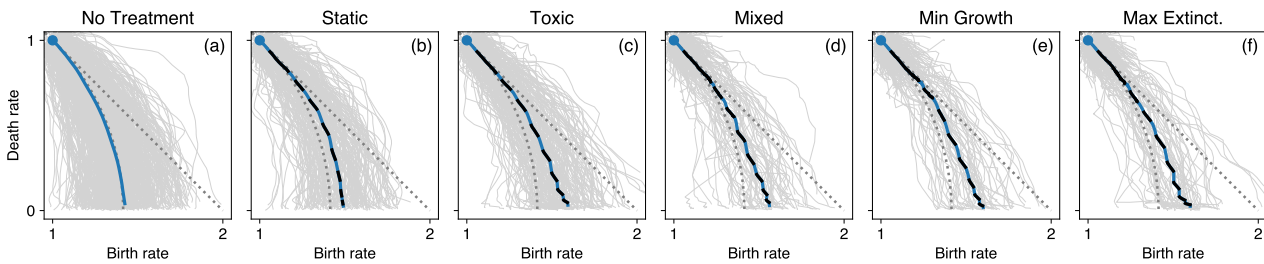 No Treatment Static Toxic Mixed Min Growth Max Extinct.
(a) (b) (c) (d) (e) (f)
1
Death rate
0
1 2 1 2 1 2 1 2 1 2 1 2
Birth rate Birth rate Birth rate Birth rate Birth rate Birth rate